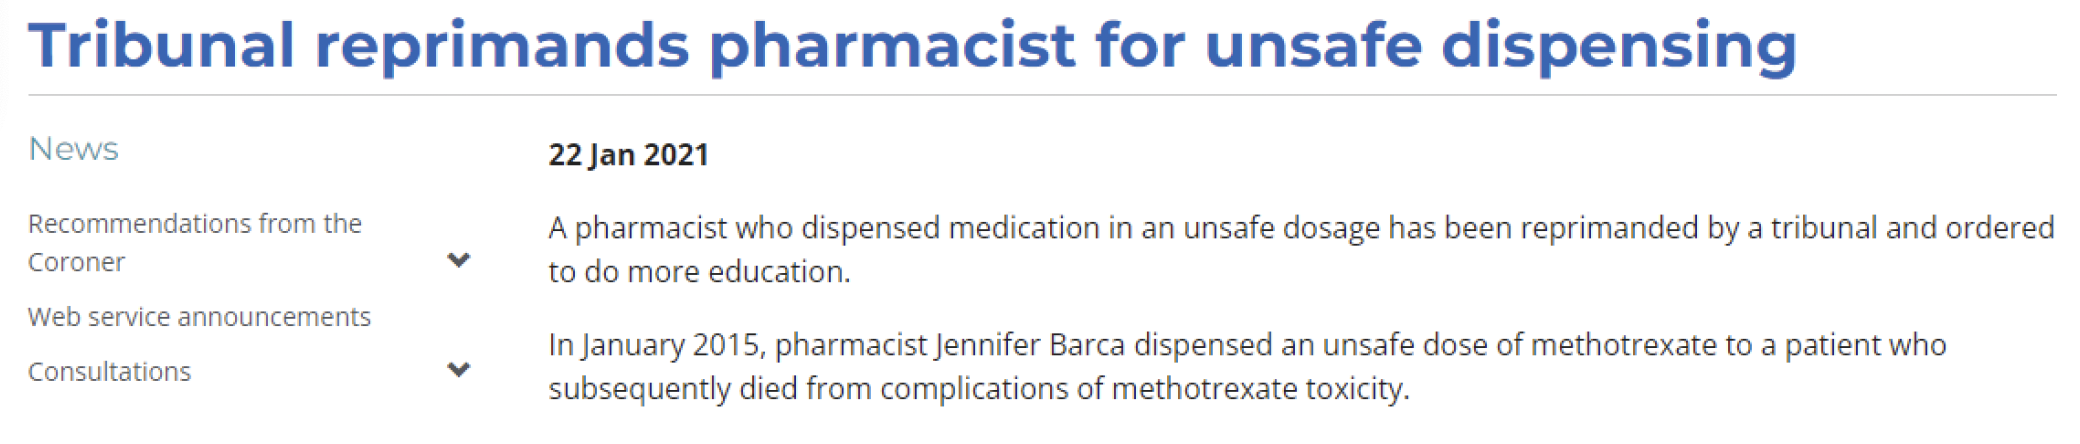 Tribunal reprimands pharmacist for unsafe dispensing
News
Recommendations from the
Coroner
Web service announcements
Consultations
22 Jan 2021
A pharmacist who dispensed medication in an unsafe dosage has been reprimanded by a tribunal and ordered
to do more education.
In January 2015, pharmacist Jennifer Barca dispensed an unsafe dose of methotrexate to a patient who
subsequently died from complications of methotrexate toxicity.